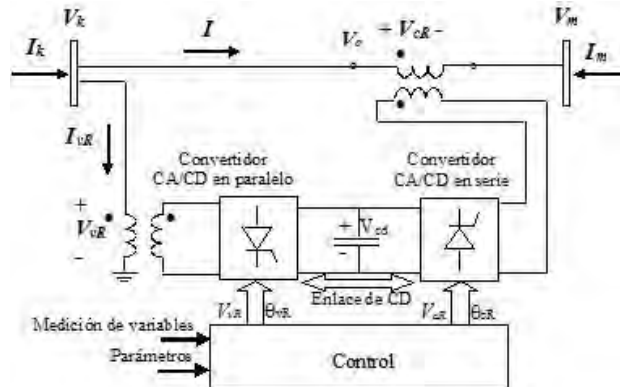 V_k
I
V_o
+ V_cR -
V_m
I_k
I_m
I_vR
Convertidor
CA/CD en paralelo
Convertidor
CA/CD en serie
+
V_vR
-
+
V_cd
-
Enlace de CD
V_vR
θ_vR
V_cR
θ_cR
Medición de variables
Parámetros
Control